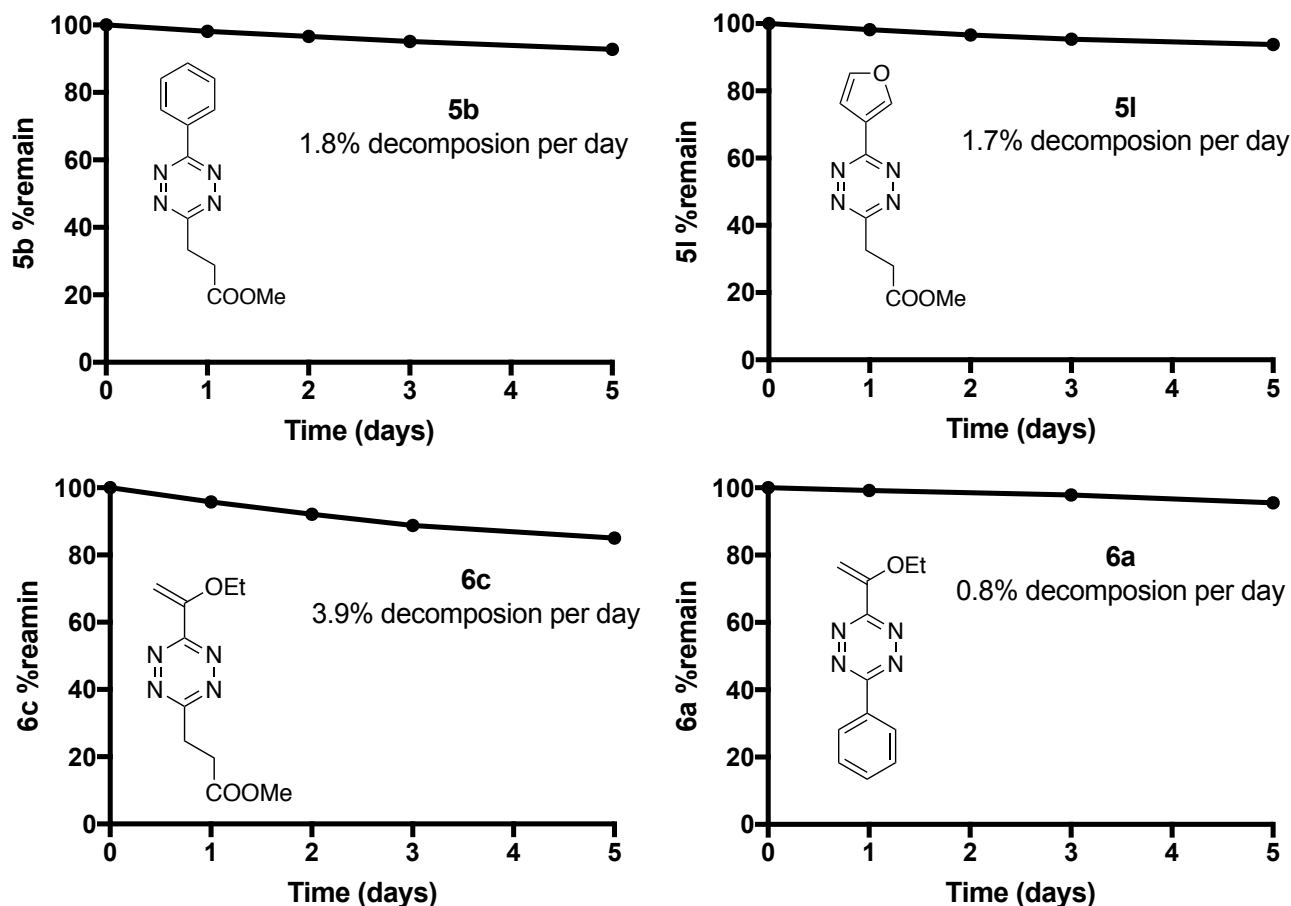 5b %remain
100
80
60
40
20
0
0 1 2 3 4 5
Time (days)
5b
1.8% decomposion per day
N N
N N
COOMe
5l %remain
100
80
60
40
20
0
0 1 2 3 4 5
Time (days)
5l
1.7% decomposion per day
O
N N
N N
COOMe
6c %reamin
100
80
60
40
20
0
0 1 2 3 4 5
Time (days)
6c
3.9% decomposion per day
OEt
N N
N N
COOMe
6a %remain
100
80
60
40
20
0
0 1 2 3 4 5
Time (days)
6a
0.8% decomposion per day
OEt
N N
N N